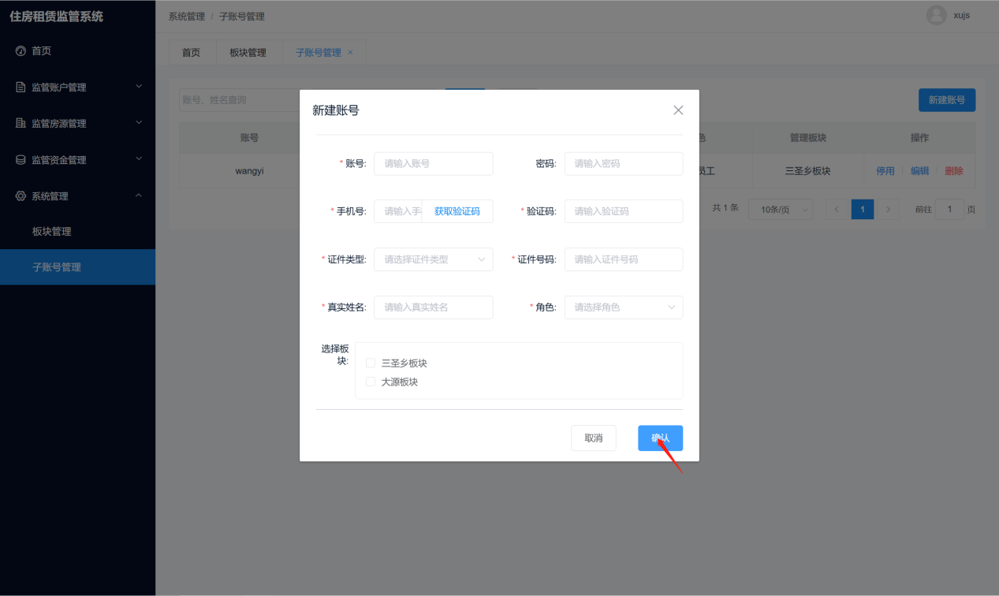 住房租赁监管系统
系统管理 / 子账号管理
xujs
首页
监管账户管理
监管房源管理
监管资金管理
系统管理
板块管理
子账号管理
首页 板块管理 子账号管理 ×
账号、姓名查询
新建账号
账号 色 管理板块 操作
wangyi 员工 三圣乡板块 停用 编辑 删除
共 1 条 10条/页 1 前往 1 页
新建账号
* 账号: 请输入账号 密码: 请输入密码
* 手机号: 请输入手 获取验证码 * 验证码: 请输入验证码
* 证件类型: 请选择证件类型 * 证件号码: 请输入证件号码
* 真实姓名: 请输入真实姓名 * 角色: 请选择角色
选择板
块:
三圣乡板块
大源板块
取消 确认